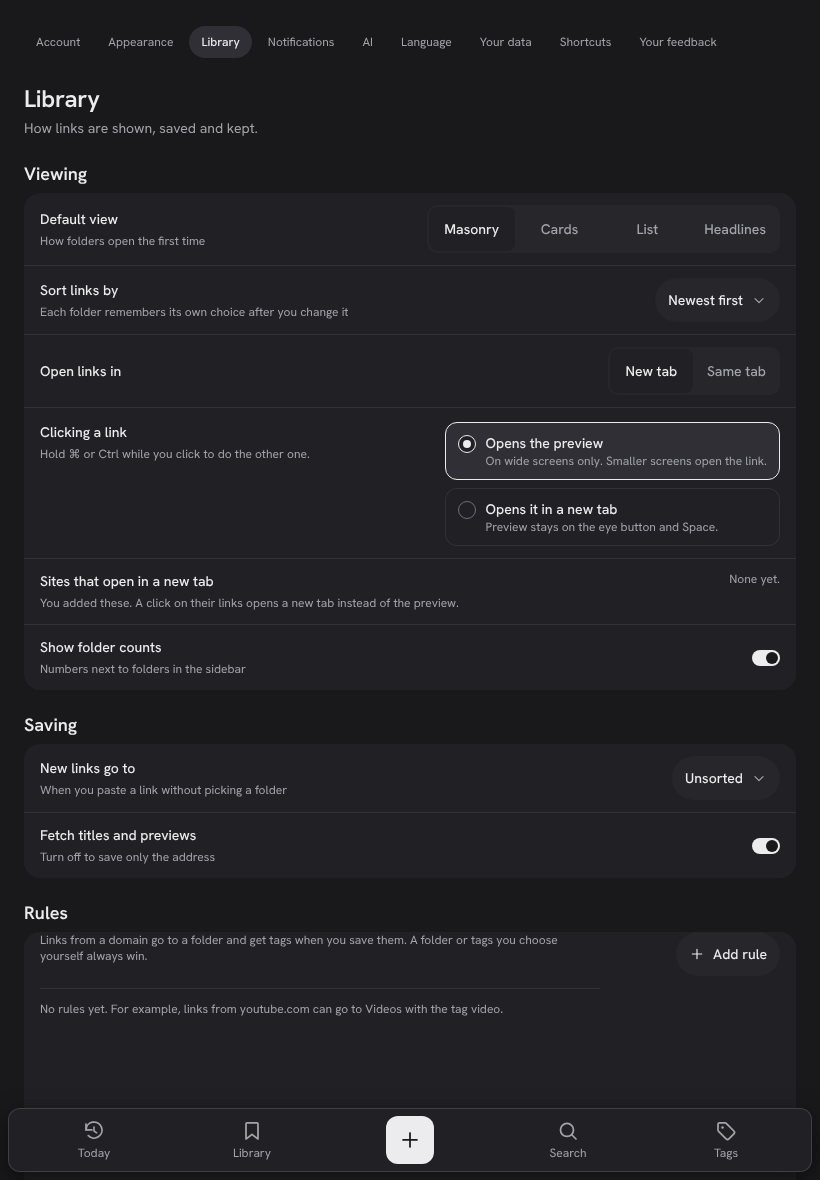 Account Appearance Library Notifications AI Language Your data Shortcuts Your feedback
Library
How links are shown, saved and kept.
Viewing
Default view
How folders open the first time
Masonry Cards List Headlines
Sort links by
Each folder remembers its own choice after you change it
Newest first
Open links in
New tab Same tab
Clicking a link
Hold ⌘ or Ctrl while you click to do the other one.
Opens the preview
On wide screens only. Smaller screens open the link.
Opens it in a new tab
Preview stays on the eye button and Space.
Sites that open in a new tab
You added these. A click on their links opens a new tab instead of the preview.
None yet.
Show folder counts
Numbers next to folders in the sidebar
Saving
New links go to
When you paste a link without picking a folder
Unsorted
Fetch titles and previews
Turn off to save only the address
Rules
Links from a domain go to a folder and get tags when you save them. A folder or tags you choose
yourself always win.
Add rule
No rules yet. For example, links from youtube.com can go to Videos with the tag video.
Today Library Search Tags